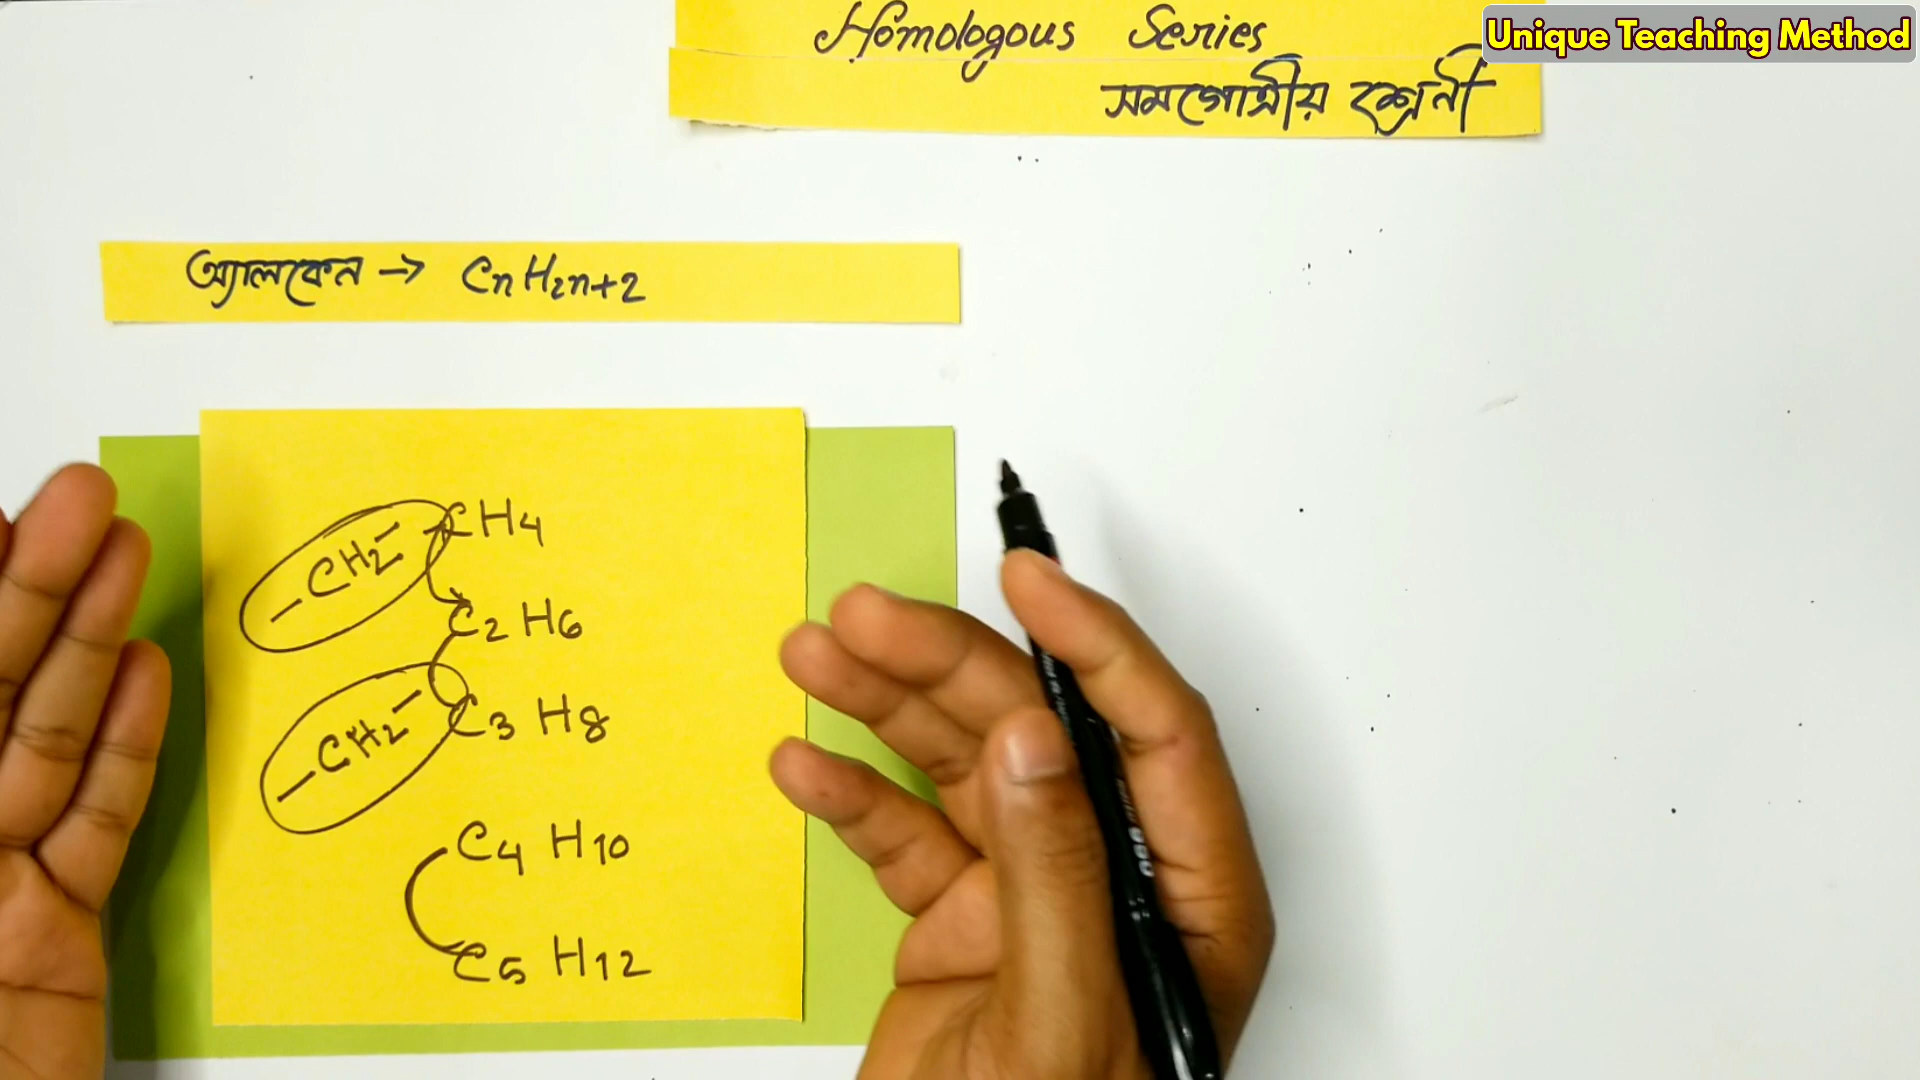 Homologous Series
Unique Teaching Method
সমগোত্রীয় শ্রেনী
অ্যালকেন → CnH2n+2
CH4
-CH2-
C2H6
C3H8
-CH2-
C4H10
C5H12